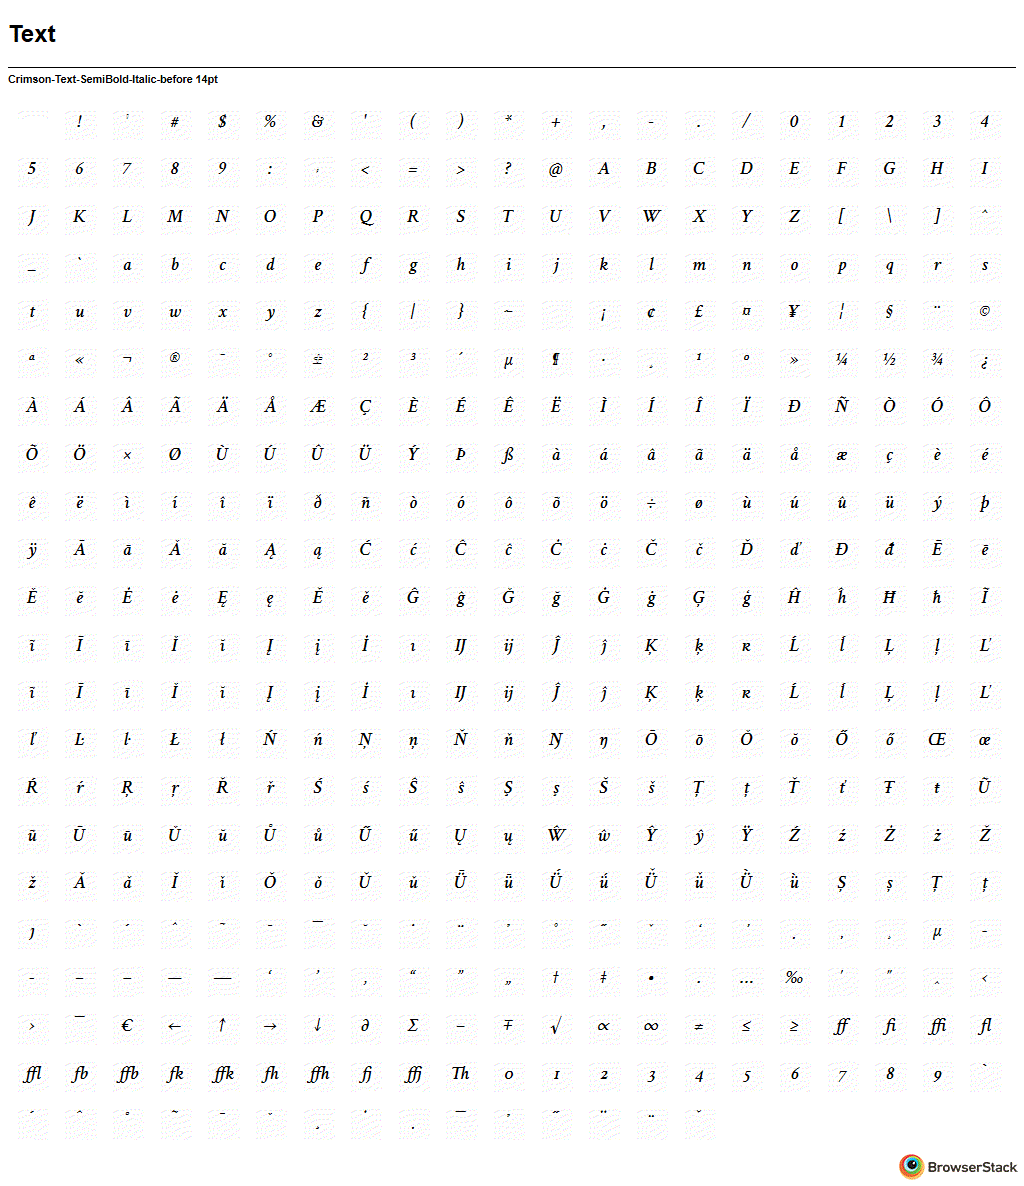 Text
Crimson-Text-SemiBold-Italic-before 14pt
! # $ % & ' ( ) * + , - . / 0 1 2 3 4
5 6 7 8 9 : ; < = > ? @ A B C D E F G H I
J K L M N O P Q R S T U V W X Y Z [ \ ] ^
_ ` a b c d e f g h i j k l m n o p q r s
t u v w x y z { | } ~ ¡ ¢ £ ¤ ¥ ¦ § ¨ ©
ª « ¬ ® ¯ ° ± ² ³ ´ µ ¶ · ¸ ¹ º » ¼ ½ ¾ ¿
À Á Â Ã Ä Å Æ Ç È É Ê Ë Ì Í Î Ï Ð Ñ Ò Ó Ô
Õ Ö × Ø Ù Ú Û Ü Ý Þ ß à á â ã ä å æ ç è é
ê ë ì í î ï ð ñ ò ó ô õ ö ÷ ø ù ú û ü ý þ
ÿ Ā ā Ă ă Ą ą Ć ć Ĉ ĉ Ċ ċ Č č Ď ď Đ đ Ē ē
Ĕ ĕ Ė ė Ę ę Ě ě Ĝ ĝ Ğ ğ Ġ ġ Ģ ģ Ĥ ĥ Ħ ħ Ĩ
ĩ Ī ī Ĭ ĭ Į į İ ı Ĳ ĳ Ĵ ĵ Ķ ķ ĸ Ĺ ĺ Ļ ļ Ľ
ĩ Ī ī Ĭ ĭ Į į İ ı Ĳ ĳ Ĵ ĵ Ķ ķ ĸ Ĺ ĺ Ļ ļ Ľ
ľ Ŀ ŀ Ł ł Ń ń Ņ ņ Ň ň Ŋ ŋ Ō ō Ŏ ŏ Ő ő Œ œ
Ŕ ŕ Ŗ ŗ Ř ř Ś ś Ŝ ŝ Ş ş Š š Ţ ţ Ť ť Ŧ ŧ Ũ
ũ Ū ū Ŭ ŭ Ů ů Ű ű Ų ų Ŵ ŵ Ŷ ŷ Ÿ Ź ź Ż ż Ž
ž Ǎ ǎ Ǐ ǐ Ǒ ǒ Ǔ ǔ Ǖ ǖ Ǘ ǘ Ǚ ǚ Ǜ ǜ Ș ș Ț ț
ȷ ` ´ ˆ ˜ ˉ ¯ ˘ ˙ ¨ ˚ ˝ ˇ ʻ ʹ . , ¸ μ -
‐ – – — ― ‘ ’ ‚ “ ” „ † ‡ • . … ‰ ′ ″ ‸ ‹
› ‾ € ← ↑ → ↓ ∂ Σ − ∓ √ ∝ ∞ ≠ ≤ ≥ ff fi ffi fl
ffl fb ffb fk ffk fh ffh fj ffj Th 0 1 2 3 4 5 6 7 8 9 `
´ ˆ ˚ ˜ ¯ ˘ ¸ ˙ . ‾ ˝ ¨ ¨ ˇ
BrowserStack